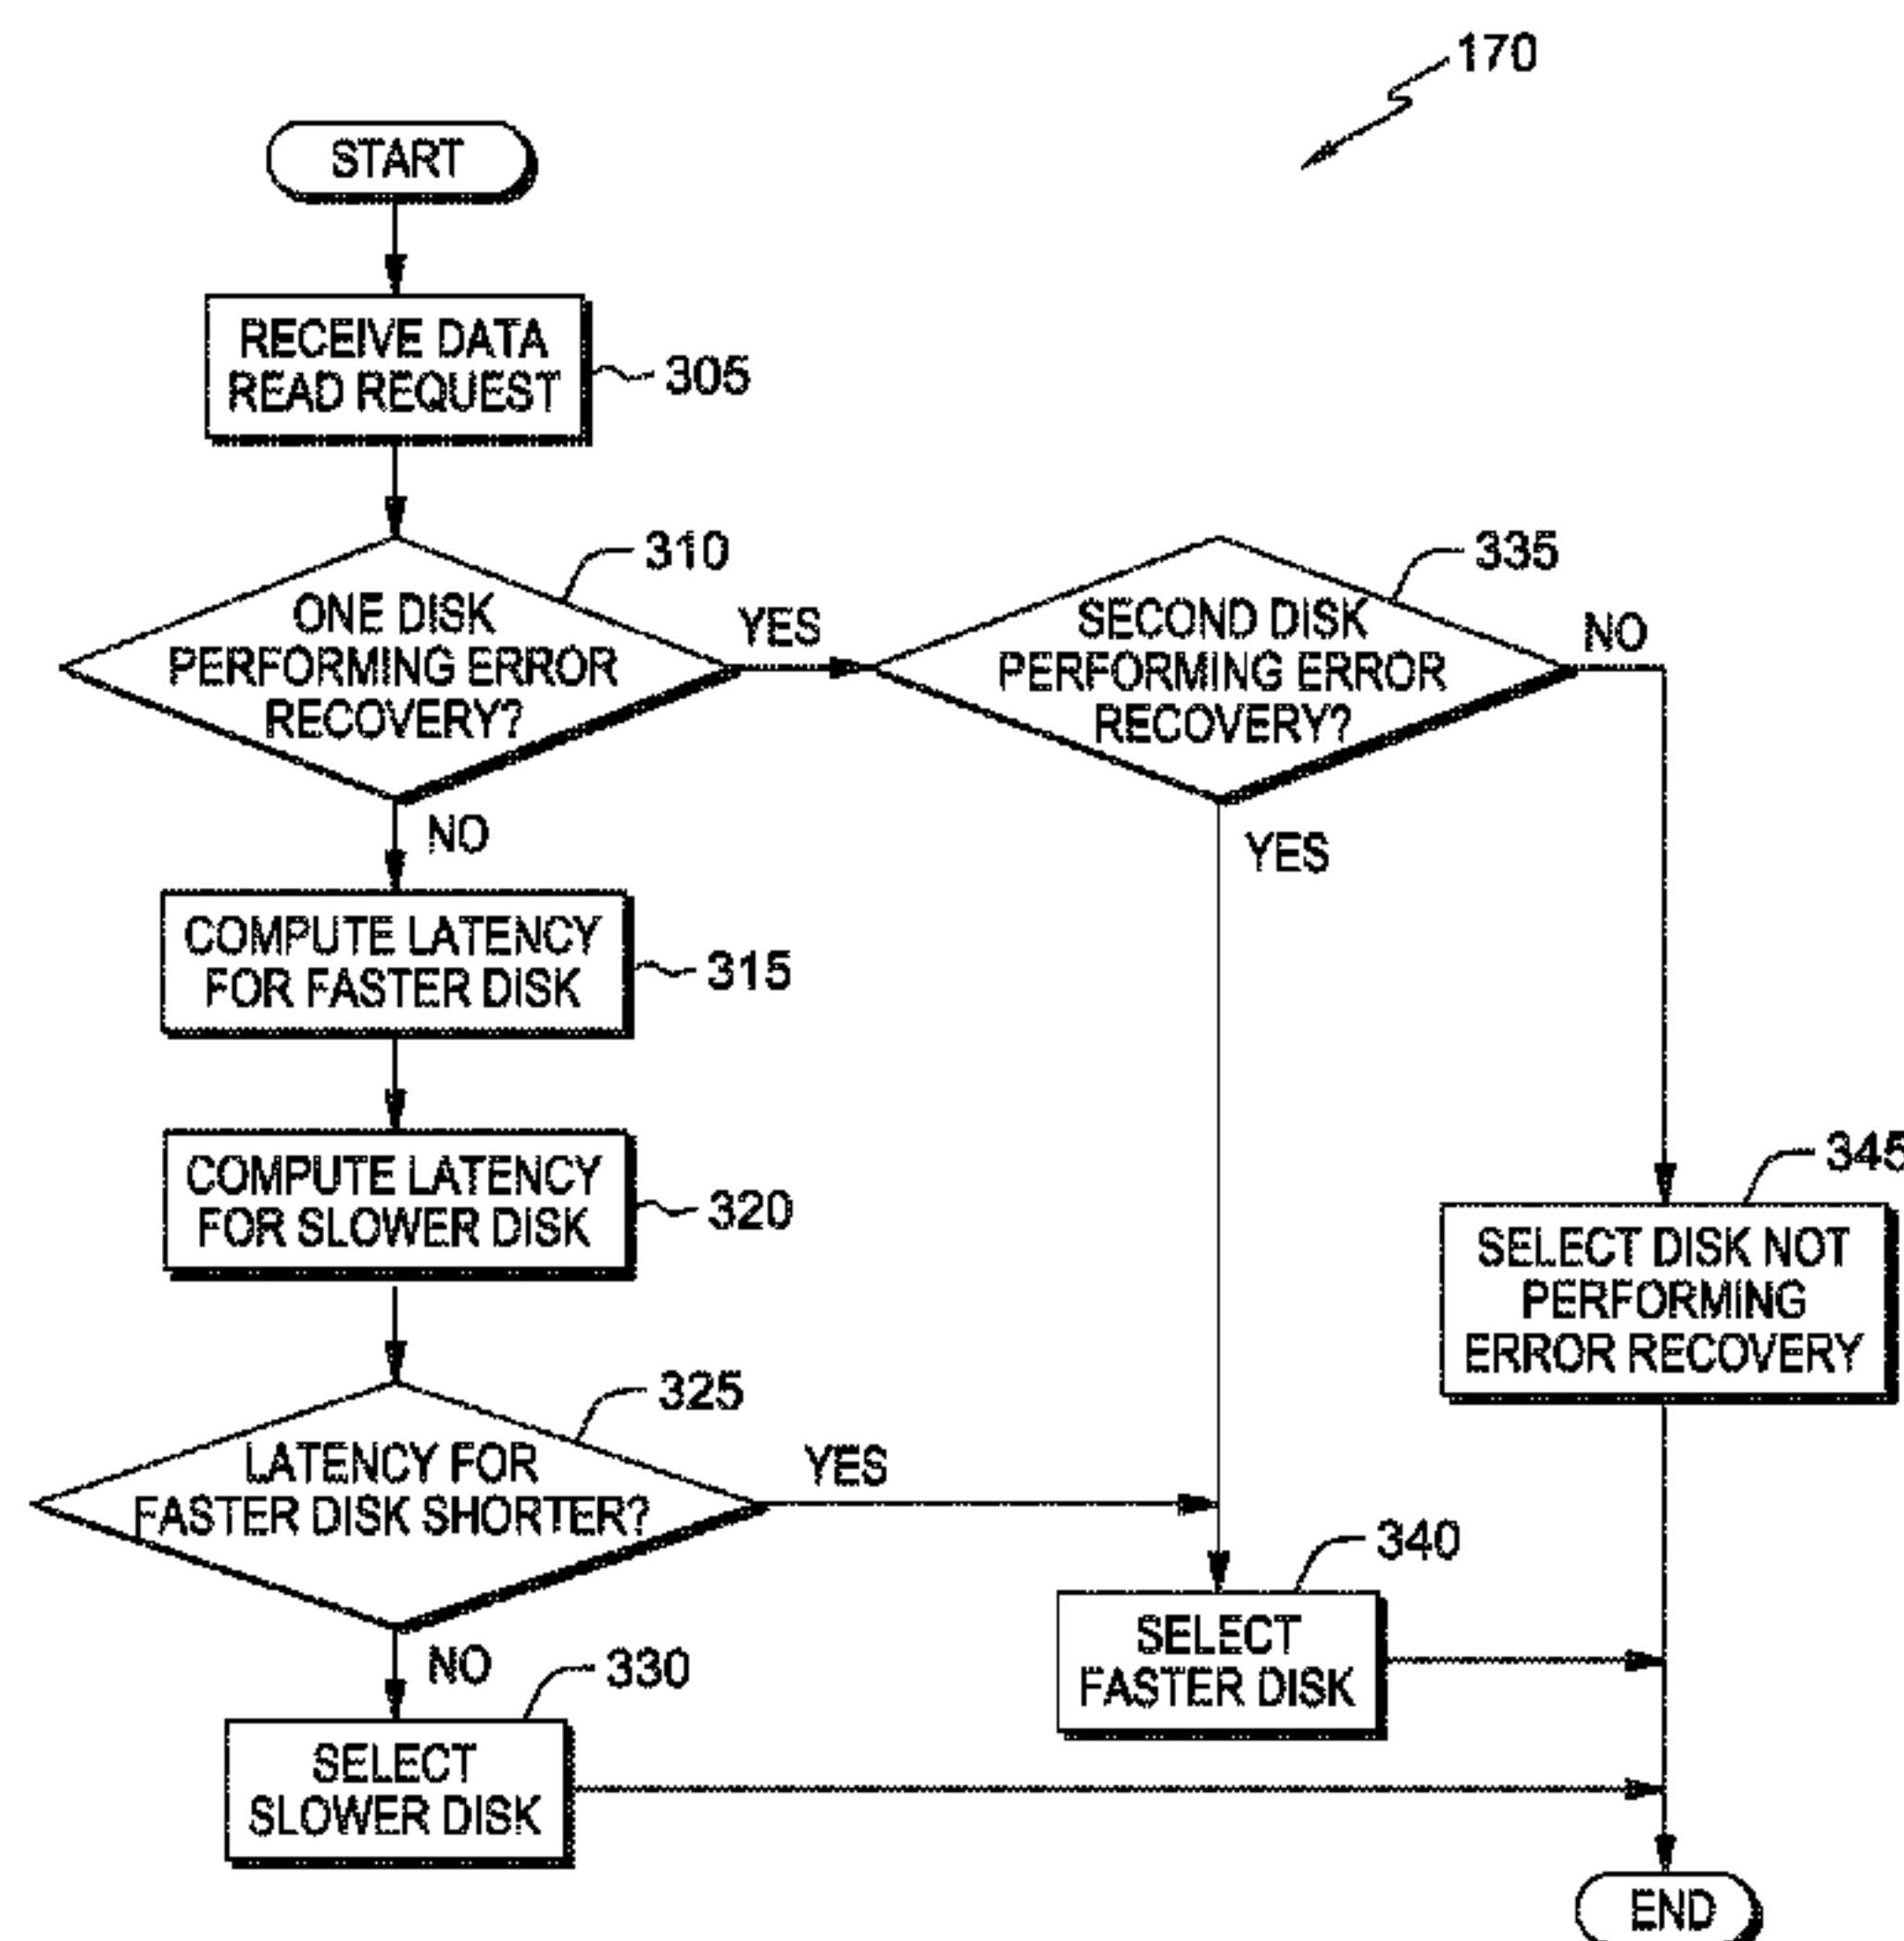 170
START
RECEIVE DATA
READ REQUEST
305
310
ONE DISK
PERFORMING ERROR
RECOVERY?
YES
335
SECOND DISK
PERFORMING ERROR
RECOVERY?
NO
NO
YES
COMPUTE LATENCY
FOR FASTER DISK
315
COMPUTE LATENCY
FOR SLOWER DISK
320
345
SELECT DISK NOT
PERFORMING
ERROR RECOVERY
325
LATENCY FOR
FASTER DISK SHORTER?
YES
340
SELECT
FASTER DISK
NO
330
SELECT
SLOWER DISK
END